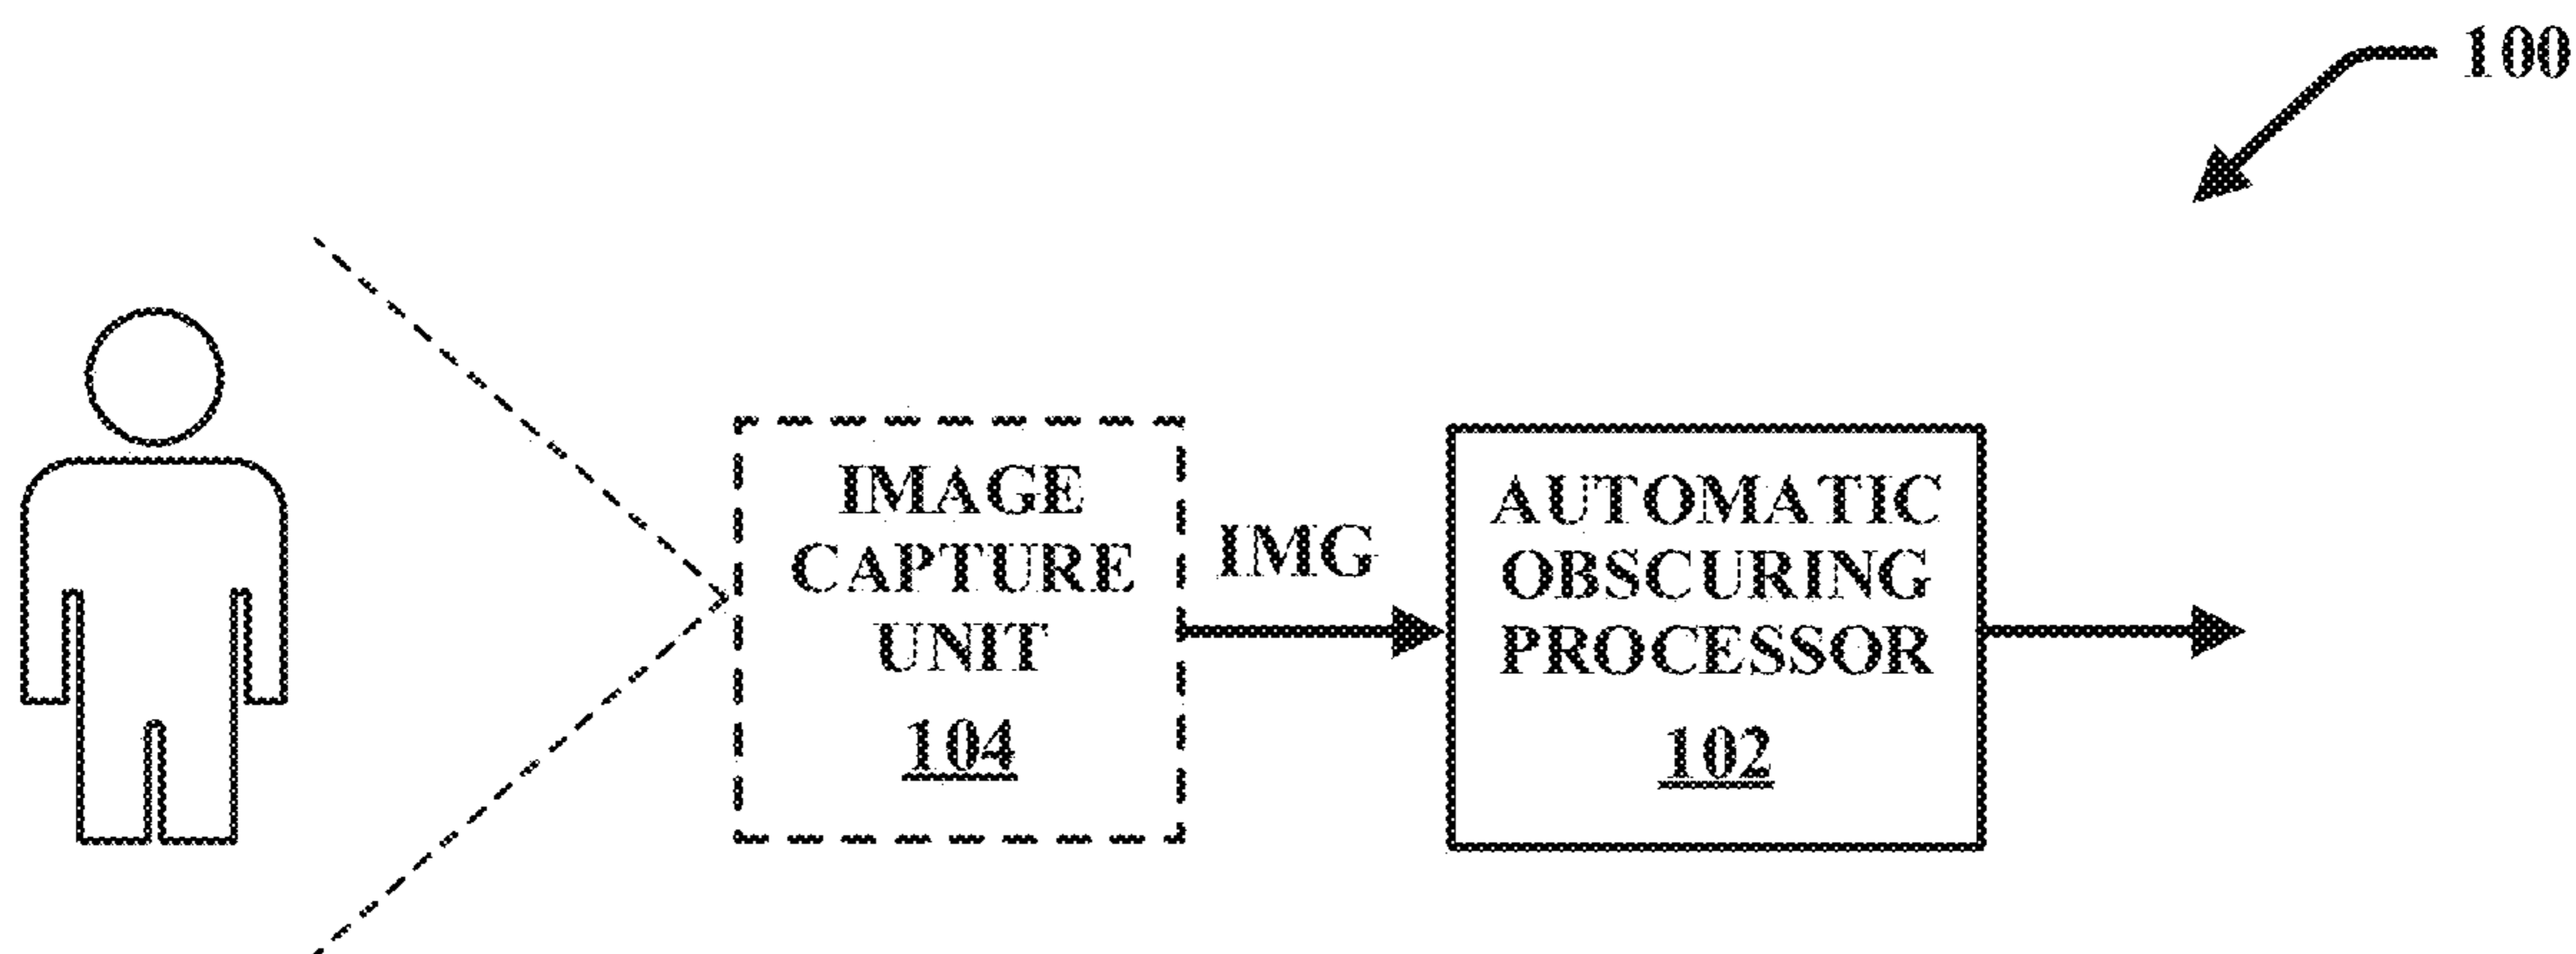 100
IMAGE
CAPTURE
UNIT
104
IMG
AUTOMATIC
OBSCURING
PROCESSOR
102